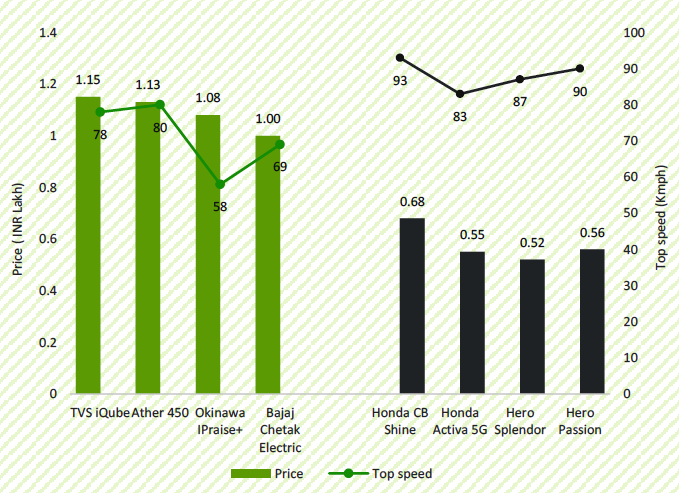 1.4
1.2
1
0.8
0.6
0.4
0.2
0
Price ( INR Lakh)
100
90
80
70
60
50
40
30
20
10
0
Top speed (Kmph)
1.15
1.13
1.08
1.00
78
80
58
69
93
83
87
90
0.68
0.55
0.52
0.56
TVS iQube
Ather 450
Okinawa
IPraise+
Bajaj
Chetak
Electric
Honda CB
Shine
Honda
Activa 5G
Hero
Splendor
Hero
Passion
Price
Top speed